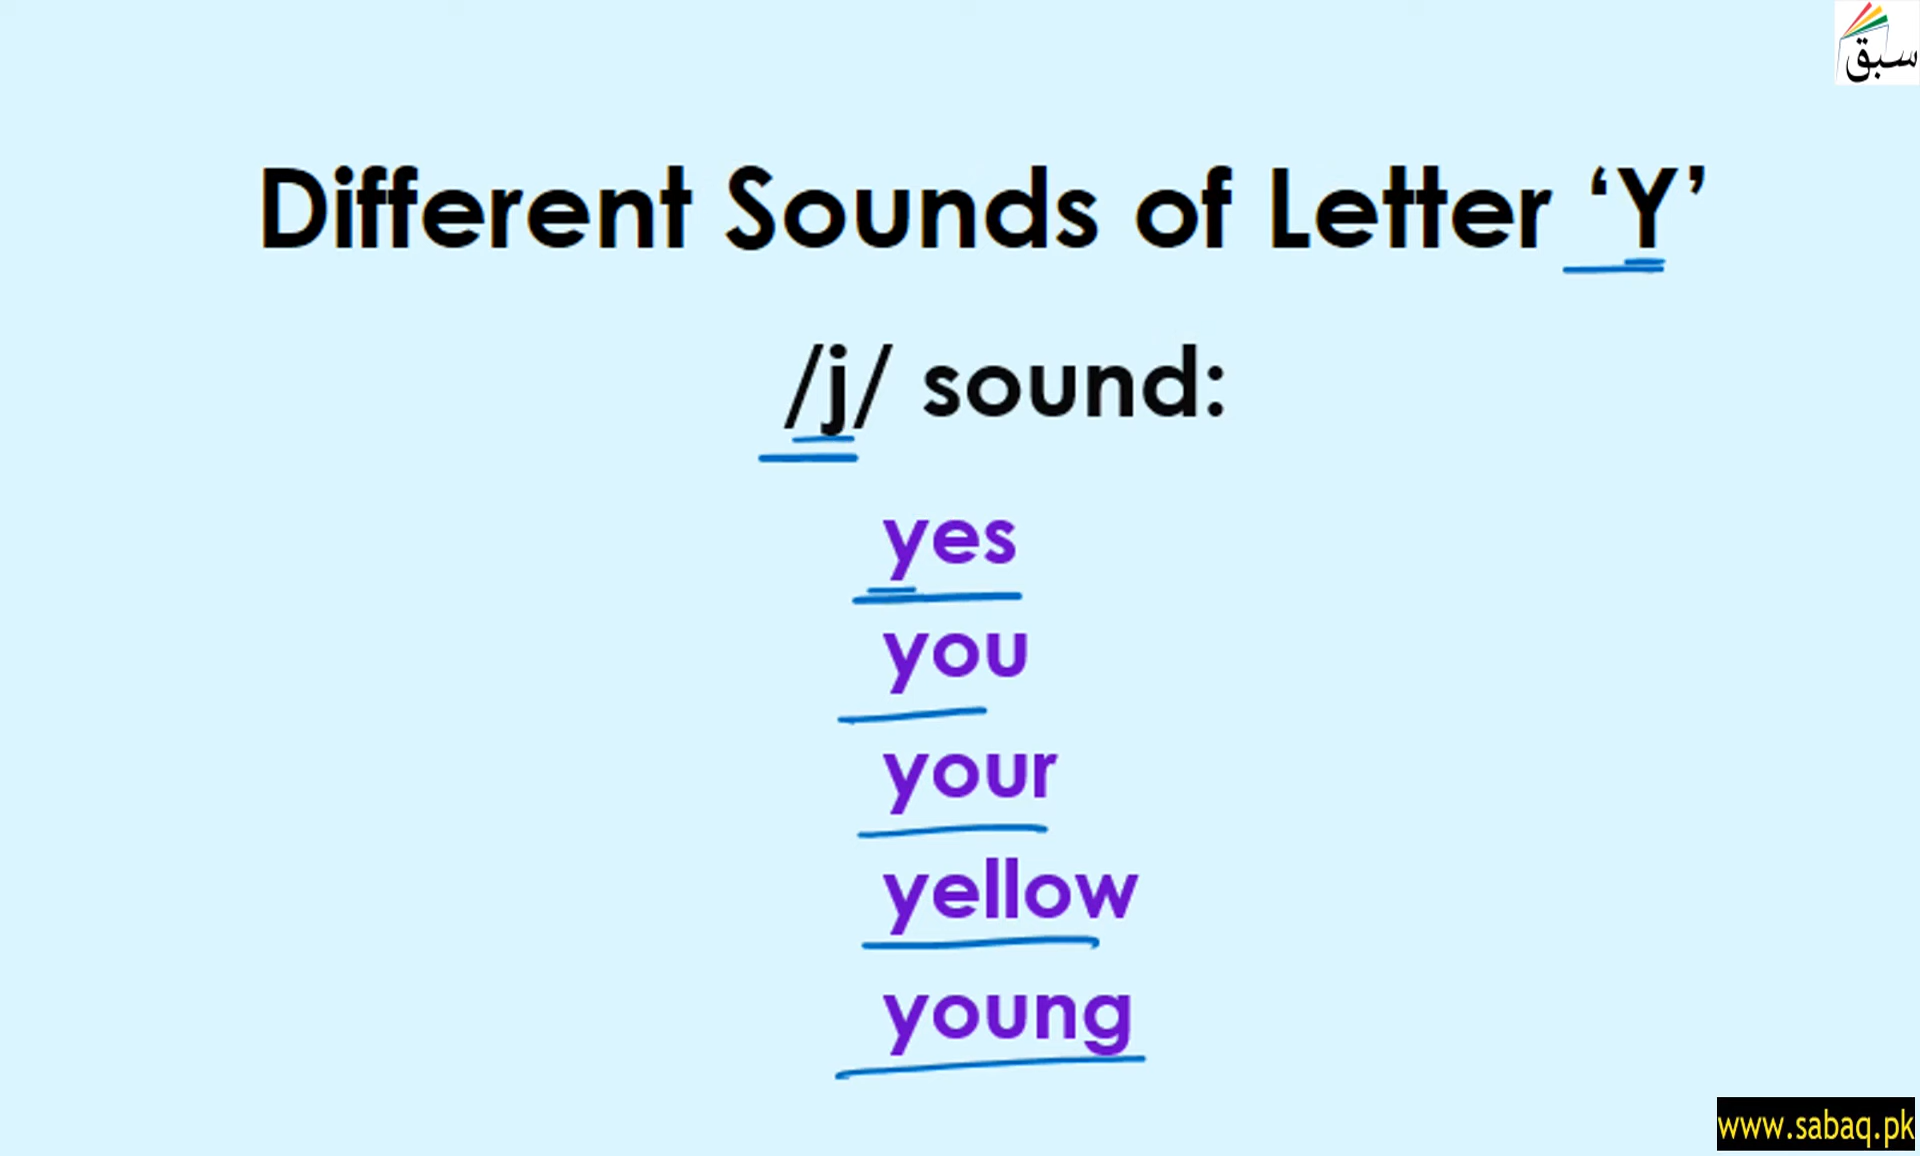 سبق
Different Sounds of Letter ‘Y’
/j/ sound:
yes
you
your
yellow
young
www.sabaq.pk